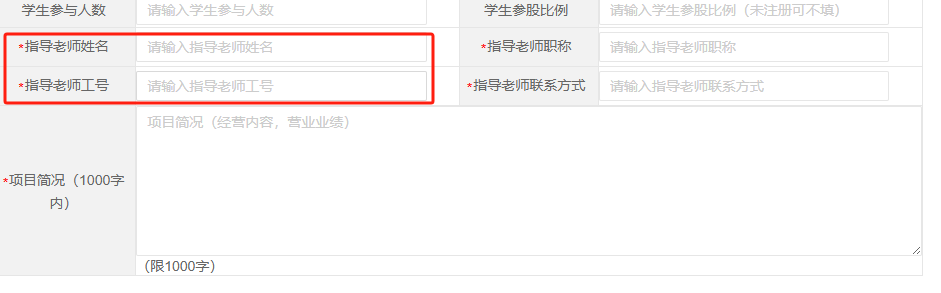 学生参与人数 请输入学生参与人数 学生参股比例 请输入学生参股比例（未注册可不填）
*指导老师姓名 请输入指导老师姓名 *指导老师职称 请输入指导老师职称
*指导老师工号 请输入指导老师工号 *指导老师联系方式 请输入指导老师联系方式
项目简况（经营内容，营业业绩）
*项目简况（1000字
内）
（限1000字）